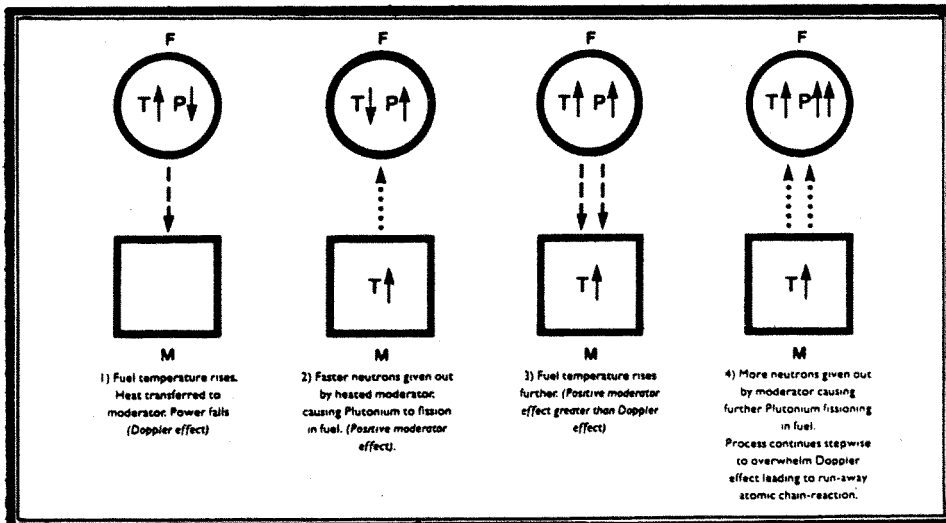 F
T↑ P↓
M
1) Fuel temperature rises.
Heat transferred to
moderator. Power falls
(Doppler effect)
F
T↓ P↑
T↑
M
2) Faster neutrons given out
by heated moderator,
causing Plutonium to fission
in fuel. (Positive moderator
effect).
F
T↑ P↑
T↑
M
3) Fuel temperature rises
further. (Positive moderator
effect greater than Doppler
effect)
F
T↑ P↑↑
T↑
M
4) More neutrons given out
by moderator causing
further Plutonium fissioning
in fuel.
Process continues stepwise
to overwhelm Doppler
effect leading to run-away
atomic chain-reaction.